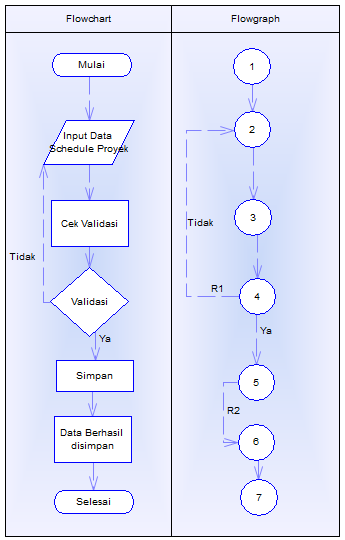 Flowchart
Flowgraph
Mulai
Input Data
Schedule Proyek
Cek Validasi
Tidak
Validasi
Ya
Simpan
Data Berhasil
disimpan
Selesai
1
2
3
Tidak
R1
4
Ya
5
R2
6
7